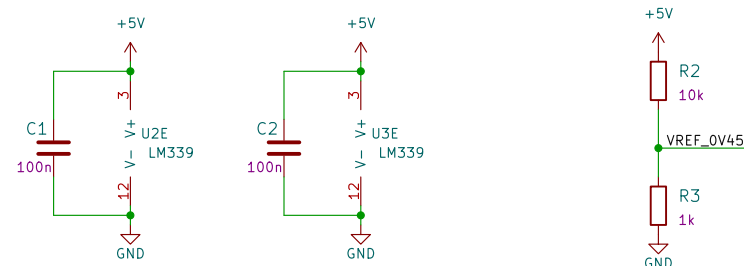 +5V
3
C1
100n
V+
V-
U2E
LM339
12
GND
+5V
3
C2
100n
V+
V-
U3E
LM339
12
GND
+5V
R2
10k
VREF_0V45
R3
1k
GND